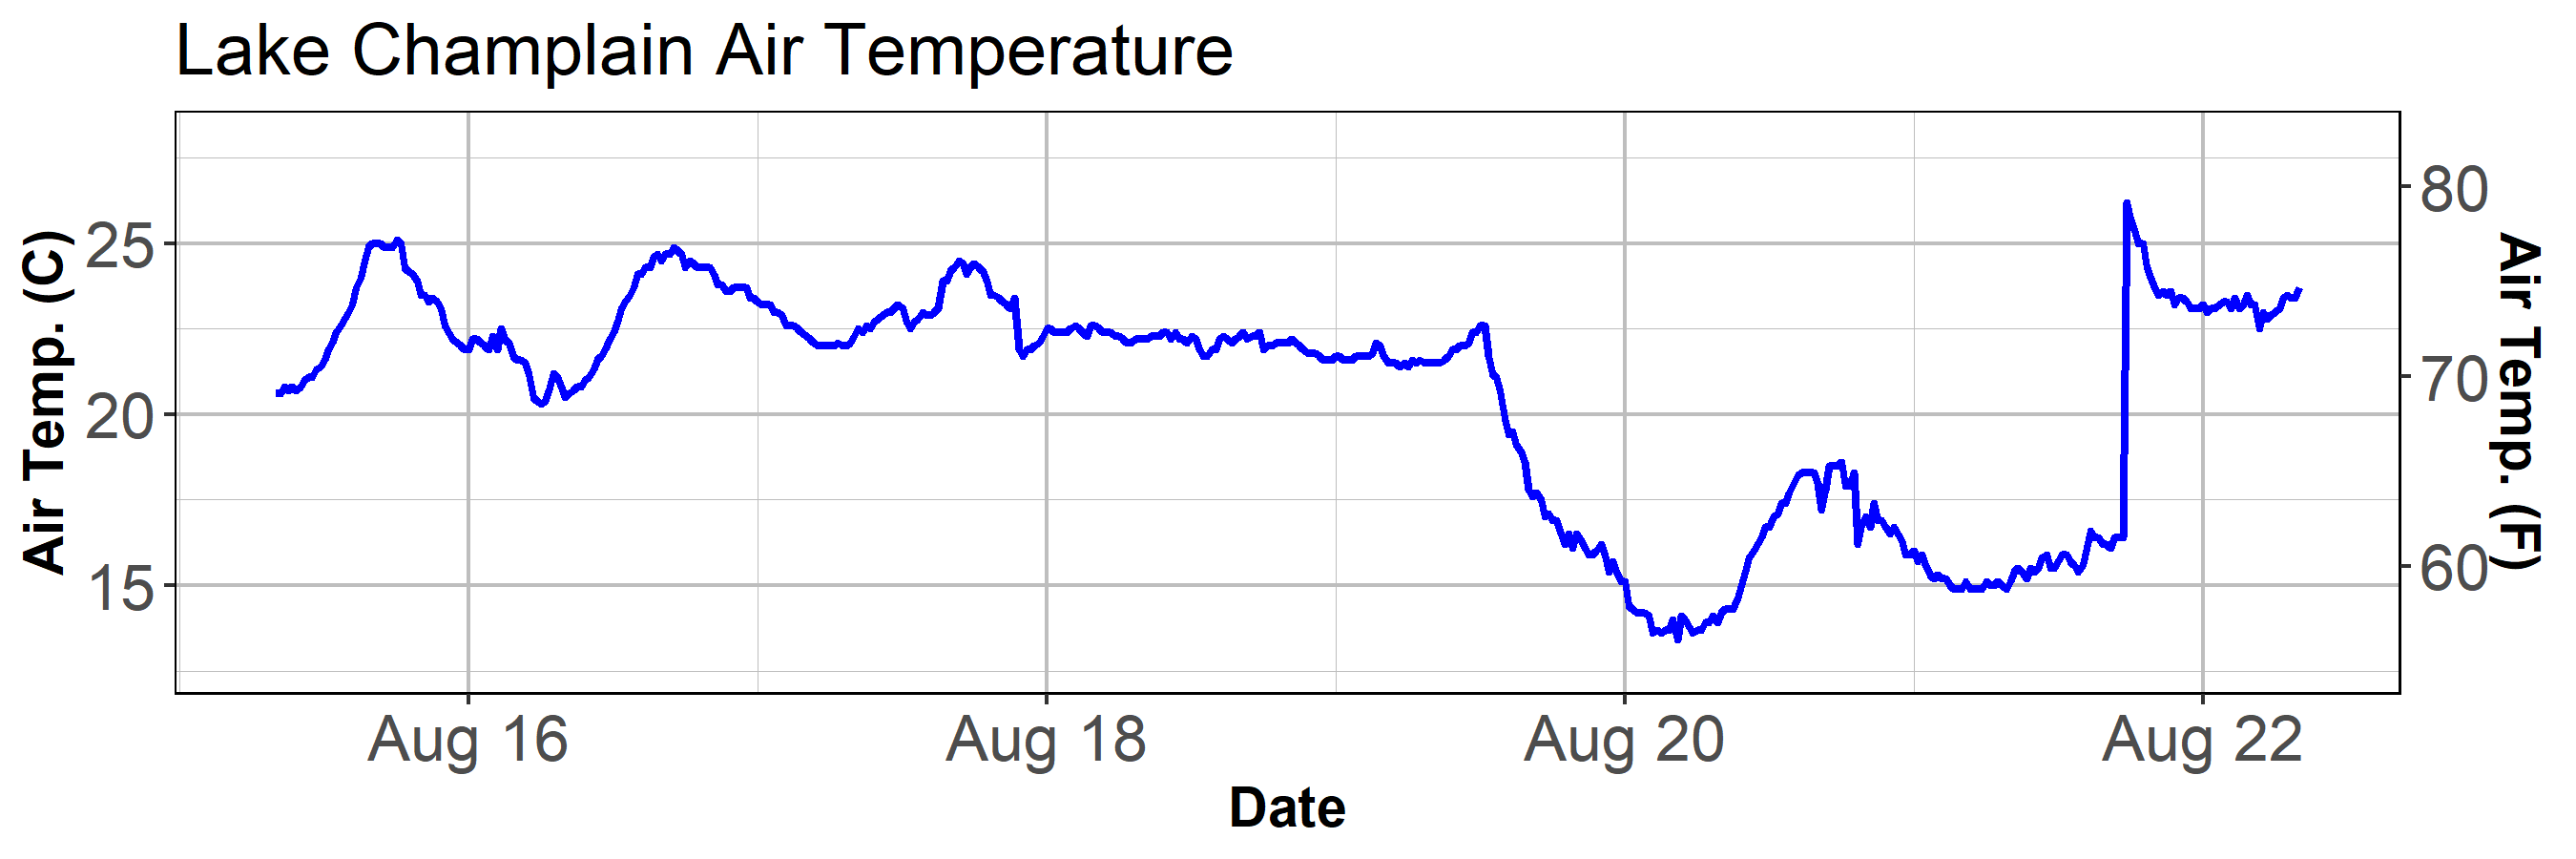 Lake Champlain Air Temperature
Air Temp. (C)
25
20
15
80
70
60
Air Temp. (F)
Aug 16 Aug 18 Aug 20 Aug 22
Date